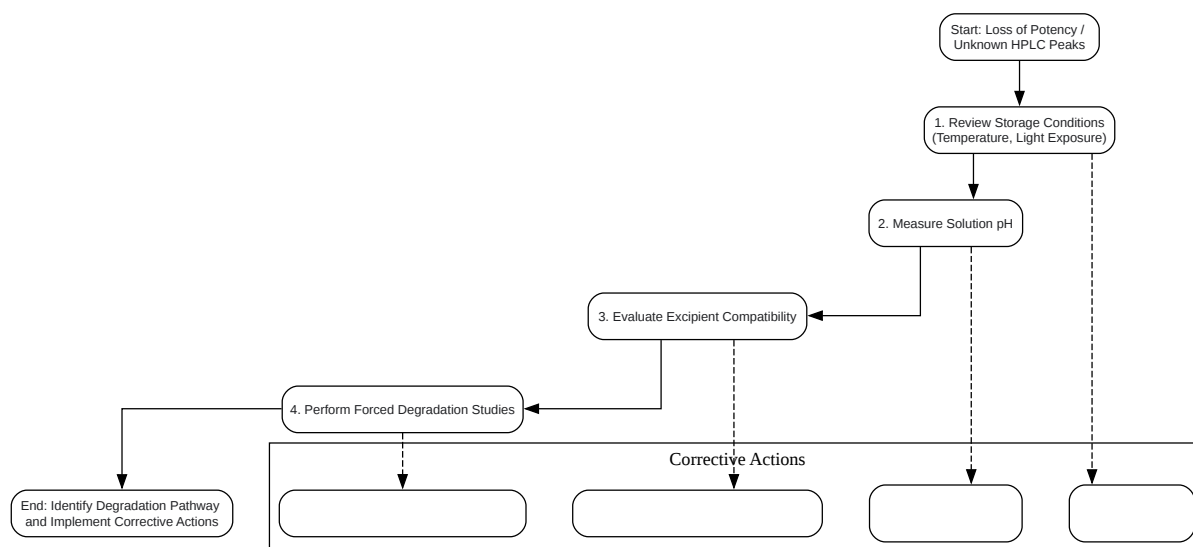 Start: Loss of Potency /
Unknown HPLC Peaks
1. Review Storage Conditions
(Temperature, Light Exposure)
2. Measure Solution pH
3. Evaluate Excipient Compatibility
4. Perform Forced Degradation Studies
Corrective Actions
End: Identify Degradation Pathway
and Implement Corrective Actions